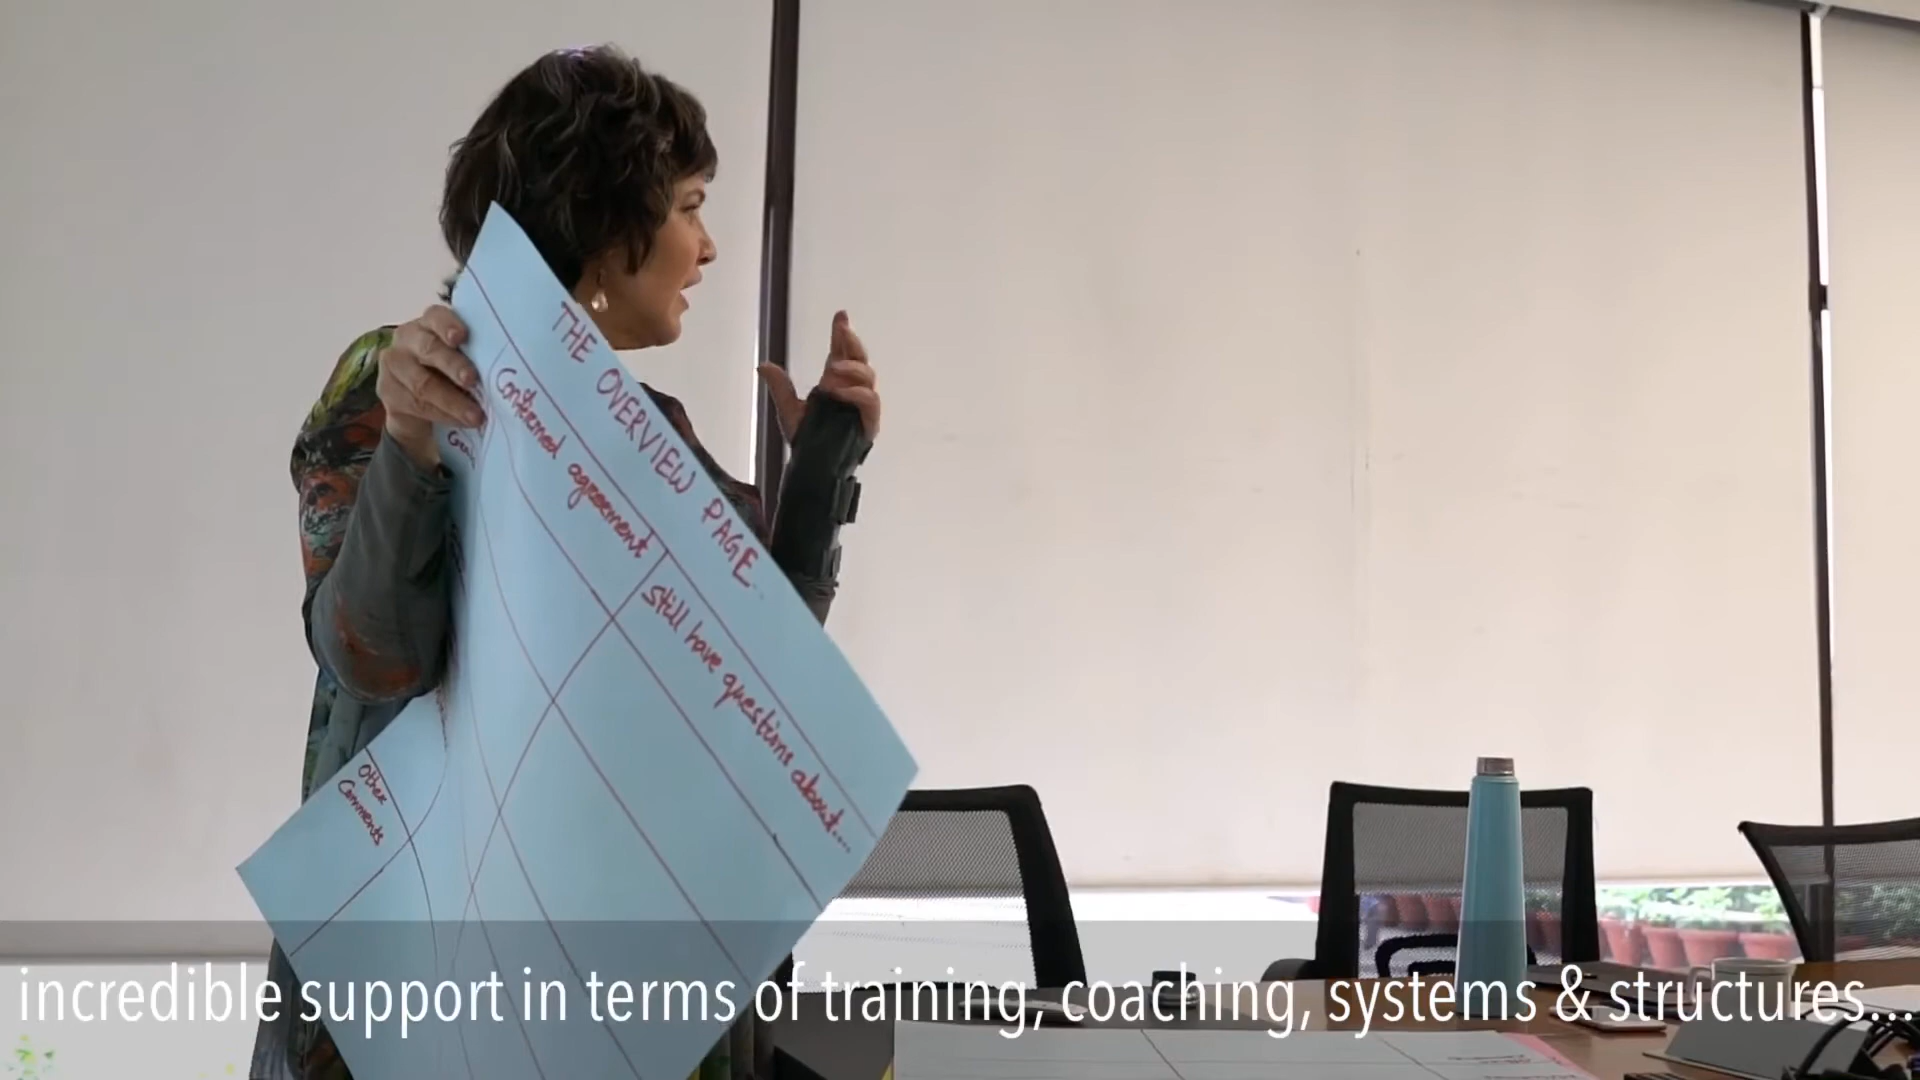 THE OVERVIEW PAGE..
Confirmed agreement
Still have questions about....
Other
Comments
incredible support in terms of training, coaching, systems & structures...